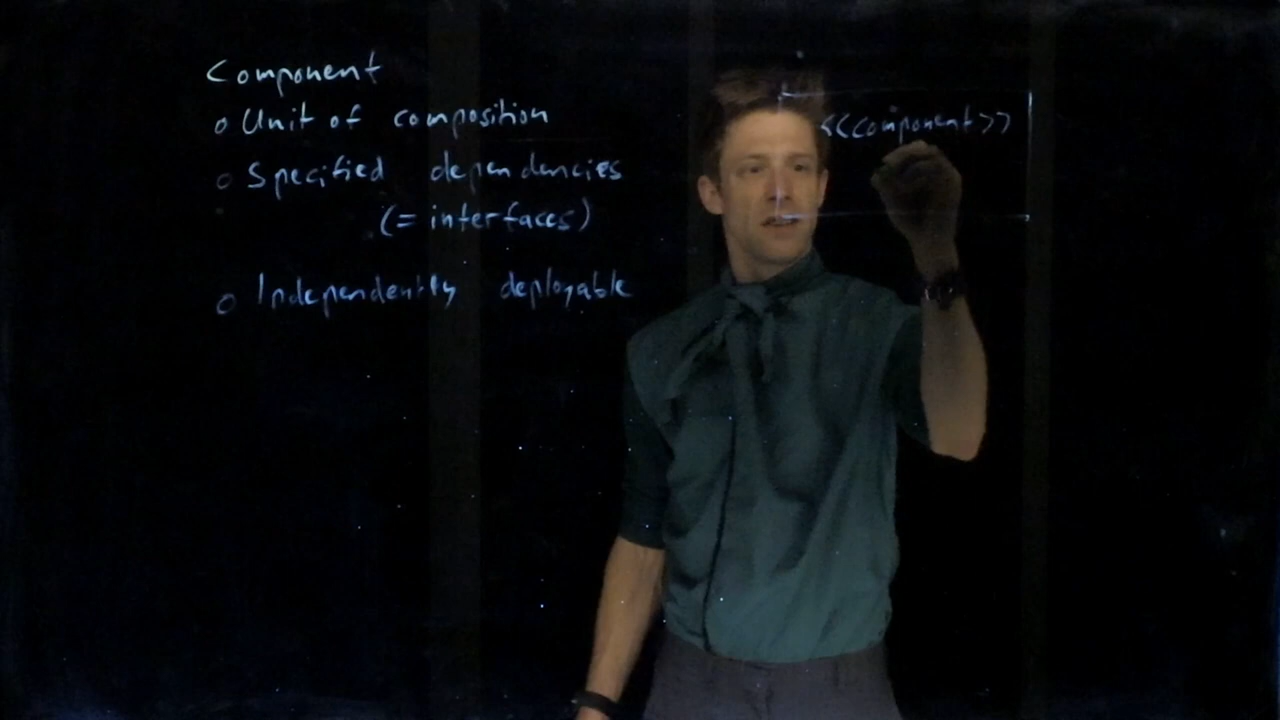 Component
o Unit of composition
o Specified dependencies
(= interfaces)
o Independently deployable
<<component>>